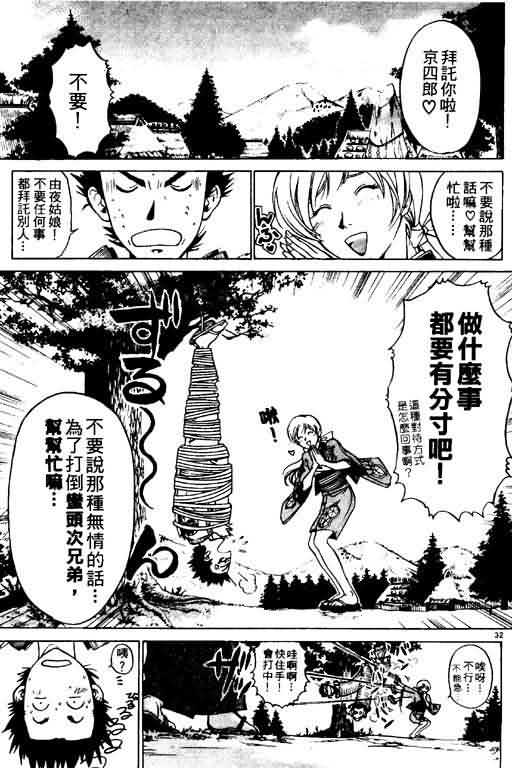 拜託你啦！
京四郎♡
不要！
不要說那種
話嘛♡幫幫
忙啦……
由夜姑娘！
不要任何事
都拜託別人…
做什麼事
都要有分寸吧！
這種對待方式
是怎麼回事啊？
啾！
不要說那種無情的話…
為了打倒蠻頭次兄弟，
幫幫忙嘛…
32
唉呀…
不行…
不能急
哇啊啊…
快住手！
會打中！
咦？